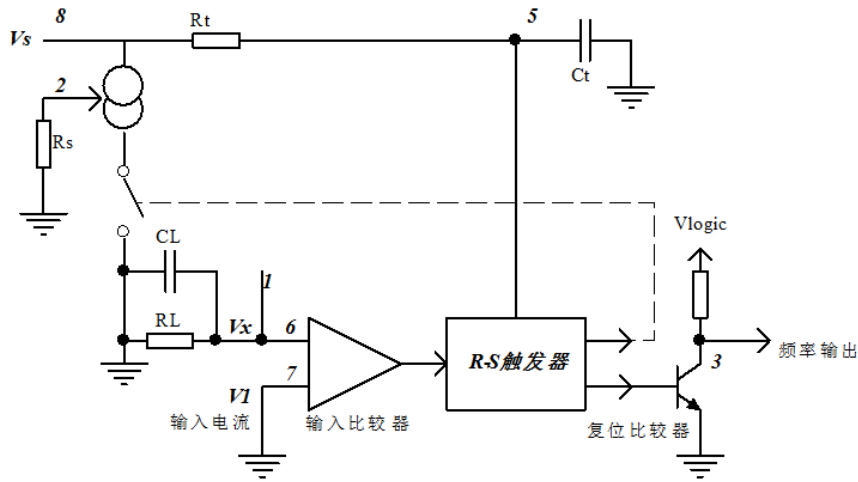 8
Rt
5
Vs
Ct
2
Rs
CL
1
Vlogic
RL
Vx
6
7
R-S触发器
3
频率输出
V1
输入电流
输入比较器
复位比较器